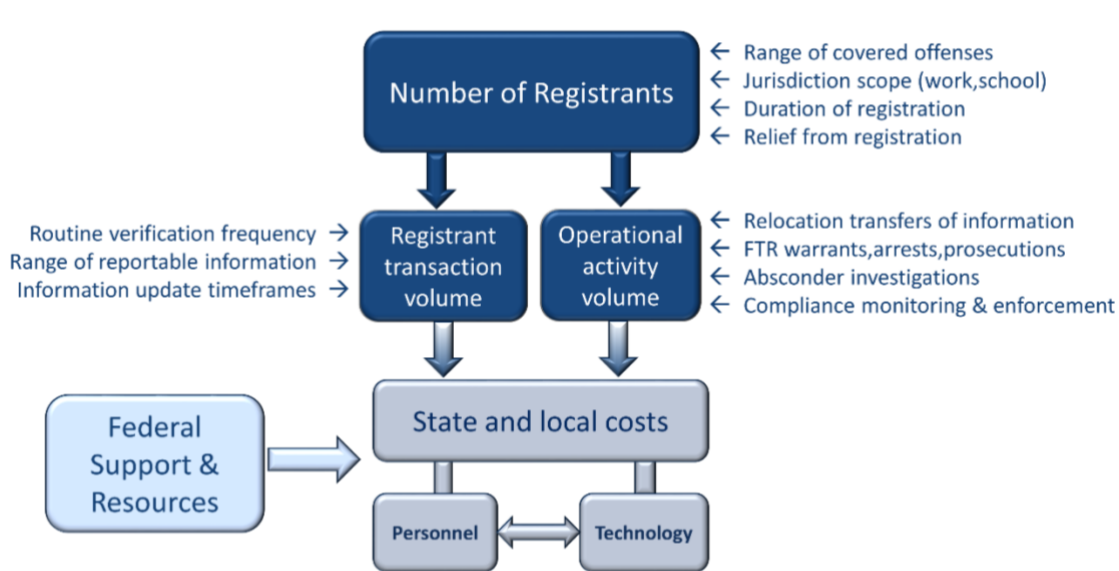 Number of Registrants
← Range of covered offenses
← Jurisdiction scope (work,school)
← Duration of registration
← Relief from registration
Routine verification frequency →
Range of reportable information →
Information update timeframes →
Registrant
transaction
volume
Operational
activity
volume
← Relocation transfers of information
← FTR warrants,arrests,prosecutions
← Absconder investigations
← Compliance monitoring & enforcement
Federal
Support &
Resources
State and local costs
Personnel
Technology